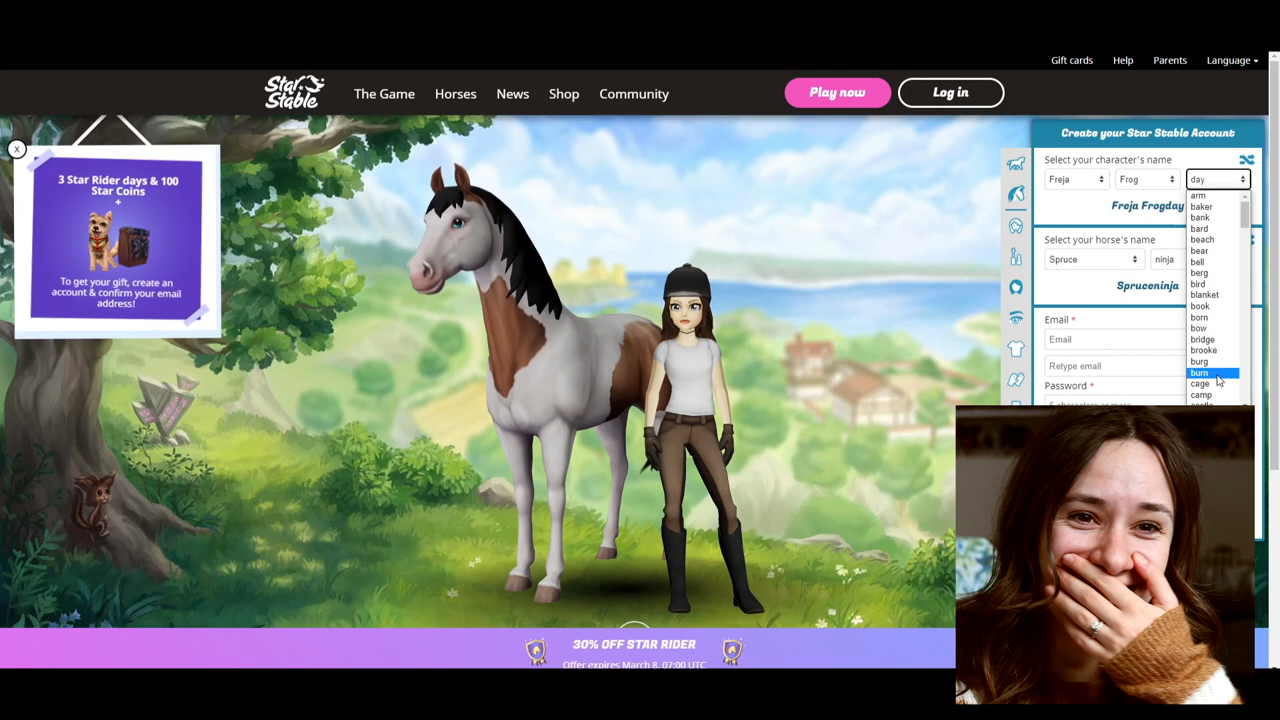 Gift cards Help Parents Language
Star Stable The Game Horses News Shop Community Play now Log in
X
3 Star Rider days & 100
Star Coins
+
To get your gift, create an
account & confirm your email
address!
Create your Star Stable Account
Select your character's name
Freja Frog day
Freja Frogday
Select your horse's name
Spruce ninja
Spruceninja
Email *
Email
Retype email
Password *
arm
baker
bank
bard
beach
bear
bell
berg
bird
blanket
book
born
bow
bridge
brooke
burg
burn
cage
camp
30% OFF STAR RIDER
Offer expires March 8, 07:00 UTC